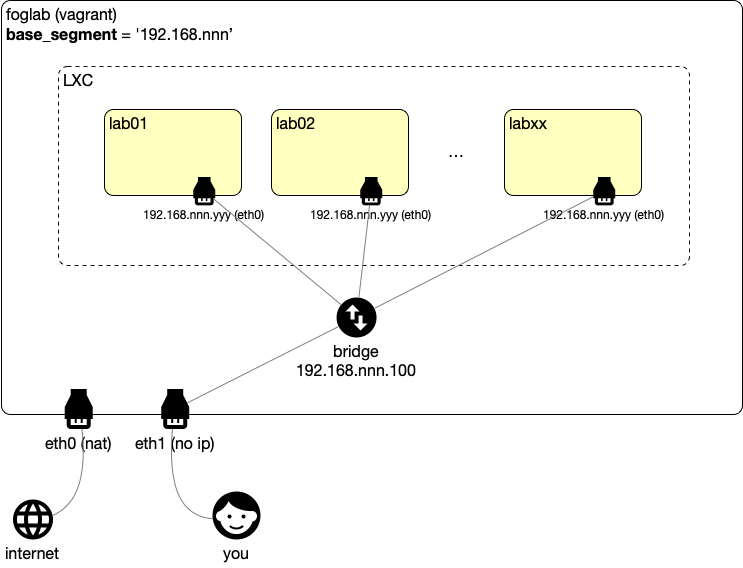 foglab (vagrant)
base_segment = '192.168.nnn’
LXC
lab01
lab02
...
labxx
192.168.nnn.yyy (eth0)
192.168.nnn.yyy (eth0)
192.168.nnn.yyy (eth0)
bridge
192.168.nnn.100
eth0 (nat)
eth1 (no ip)
internet
you